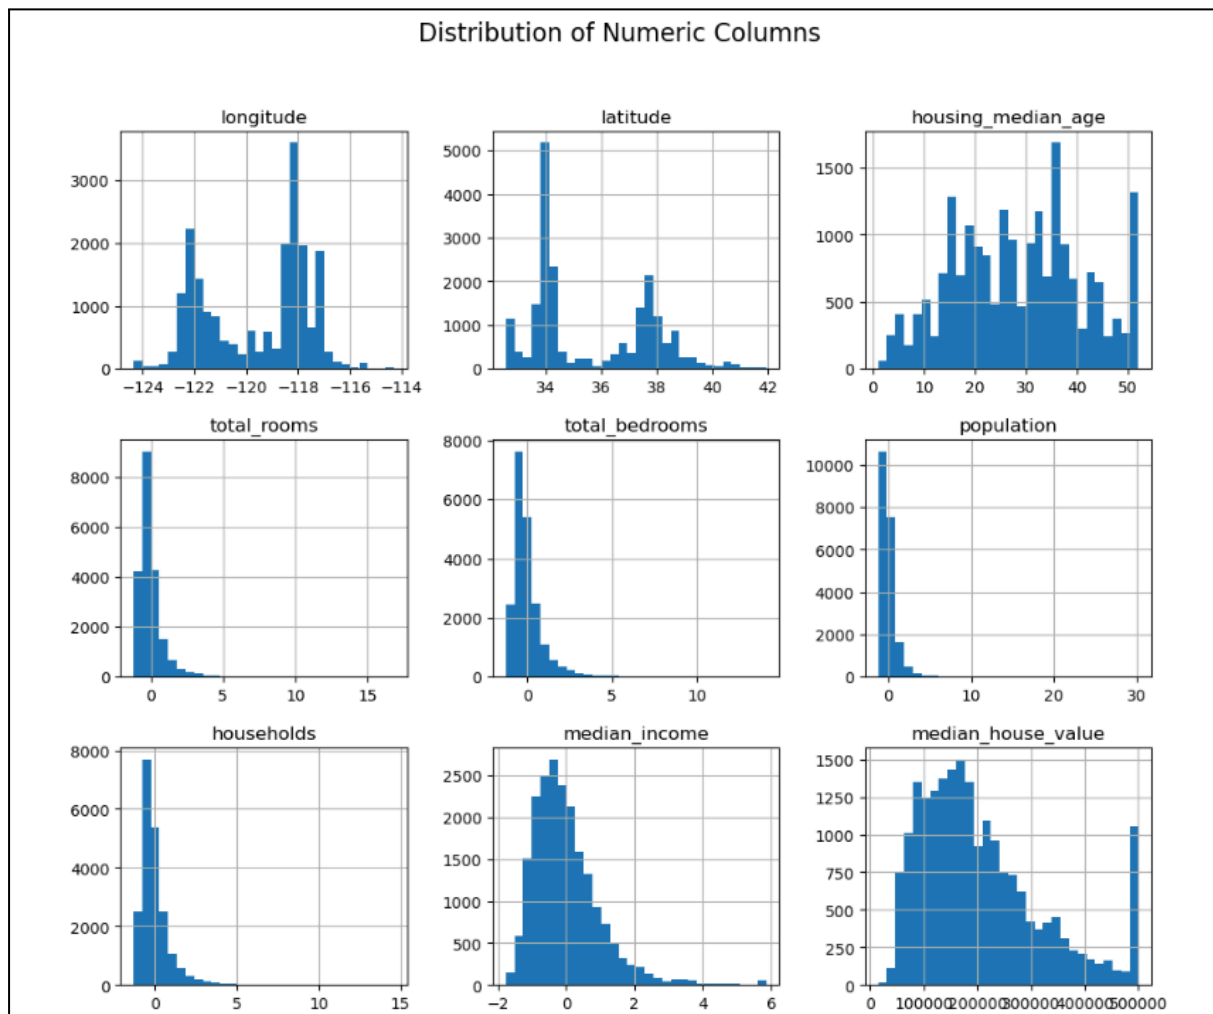 Distribution of Numeric Columns
longitude latitude housing_median_age
3000 2000 1000 0
−124 −122 −120 −118 −116 −114
5000 4000 3000 2000 1000 0
34 36 38 40 42
1500 1000 500 0
0 10 20 30 40 50
total_rooms total_bedrooms population
8000 6000 4000 2000 0
0 5 10 15
8000 6000 4000 2000 0
0 5 10
10000 8000 6000 4000 2000 0
0 10 20 30
households median_income median_house_value
8000 6000 4000 2000 0
0 5 10 15
2500 2000 1500 1000 500 0
−2 0 2 4 6
1500 1250 1000 750 500 250 0
0 100000 200000 300000 400000 500000